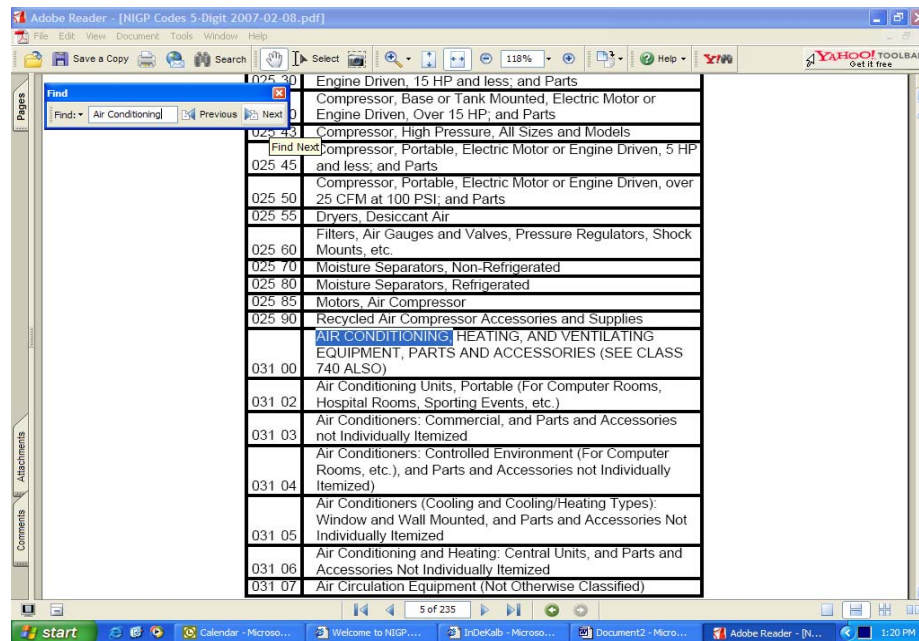 Adobe Reader - [NIGP Codes 5-Digit 2007-02-08.pdf]
File Edit View Document Tools Window Help
Save a Copy Search Select 118% Help Y!
YAHOO! TOOLBAR
Get it free
Pages
Attachments
Comments
Find
Find: Air Conditioning Previous Next
Find Next
025 30 Engine Driven, 15 HP and less; and Parts
Compressor, Base or Tank Mounted, Electric Motor or
0 Engine Driven, Over 15 HP; and Parts
025 43 Compressor, High Pressure, All Sizes and Models
Compressor, Portable, Electric Motor or Engine Driven, 5 HP
025 45 and less; and Parts
Compressor, Portable, Electric Motor or Engine Driven, over
025 50 25 CFM at 100 PSI; and Parts
025 55 Dryers, Desiccant Air
Filters, Air Gauges and Valves, Pressure Regulators, Shock
025 60 Mounts, etc.
025 70 Moisture Separators, Non-Refrigerated
025 80 Moisture Separators, Refrigerated
025 85 Motors, Air Compressor
025 90 Recycled Air Compressor Accessories and Supplies
AIR CONDITIONING, HEATING, AND VENTILATING
EQUIPMENT, PARTS AND ACCESSORIES (SEE CLASS
031 00 740 ALSO)
Air Conditioning Units, Portable (For Computer Rooms,
031 02 Hospital Rooms, Sporting Events, etc.)
Air Conditioners: Commercial, and Parts and Accessories
031 03 not Individually Itemized
Air Conditioners: Controlled Environment (For Computer
Rooms, etc.), and Parts and Accessories not Individually
031 04 Itemized)
Air Conditioners (Cooling and Cooling/Heating Types):
Window and Wall Mounted, and Parts and Accessories Not
031 05 Individually Itemized
Air Conditioning and Heating: Central Units, and Parts and
031 06 Accessories Not Individually Itemized
031 07 Air Circulation Equipment (Not Otherwise Classified)
5 of 235
start Calendar - Microso... Welcome to NIGP.... InDeKalb - Microso... Document2 - Micro... Adobe Reader - [N... 1:20 PM